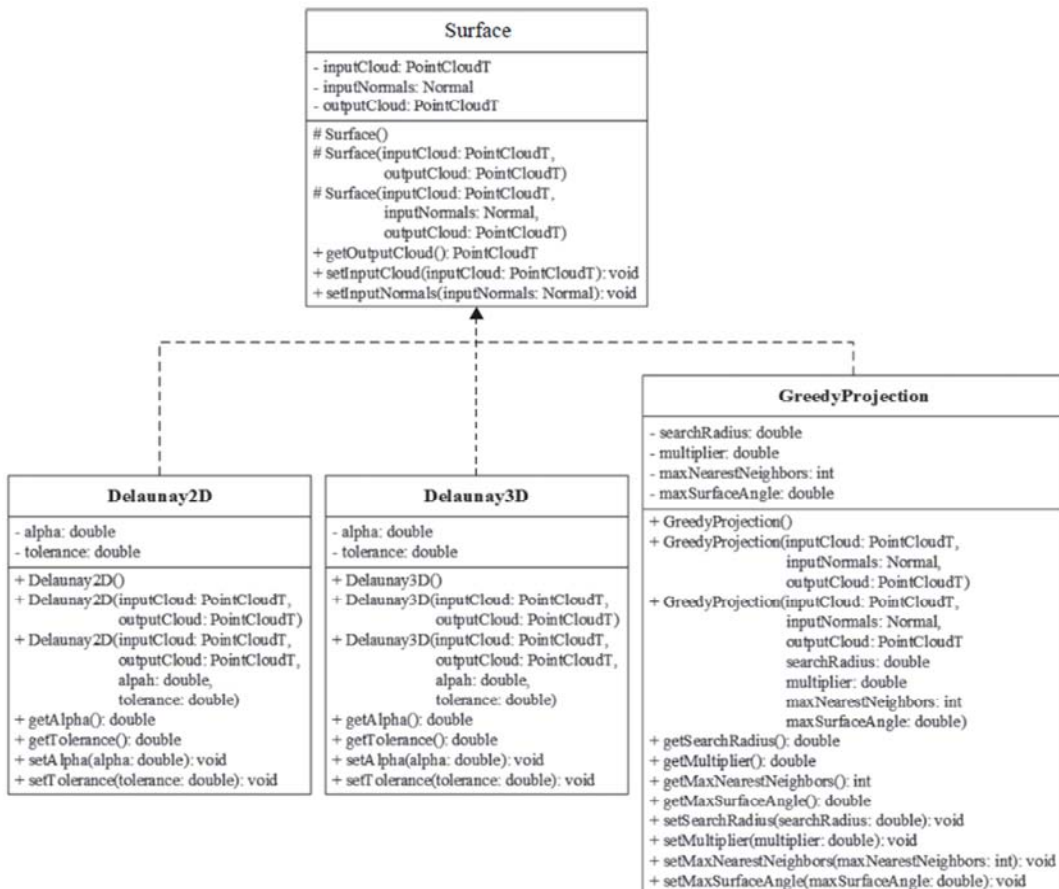 Surface
- inputCloud: PointCloudT
- inputNormals: Normal
- outputCloud: PointCloudT
# Surface()
# Surface(inputCloud: PointCloudT,
outputCloud: PointCloudT)
# Surface(inputCloud: PointCloudT,
inputNormals: Normal,
outputCloud: PointCloudT)
+ getOutputCloud(): PointCloudT
+ setInputCloud(inputCloud: PointCloudT): void
+ setInputNormals(inputNormals: Normal): void
Delaunay2D
- alpha: double
- tolerance: double
+ Delaunay2D()
+ Delaunay2D(inputCloud: PointCloudT,
outputCloud: PointCloudT)
+ Delaunay2D(inputCloud: PointCloudT,
outputCloud: PointCloudT,
alpah: double,
tolerance: double)
+ getAlpha(): double
+ getTolerance(): double
+ setAlpha(alpha: double): void
+ setTolerance(tolerance: double): void
Delaunay3D
- alpha: double
- tolerance: double
+ Delaunay3D()
+ Delaunay3D(inputCloud: PointCloudT,
outputCloud: PointCloudT)
+ Delaunay3D(inputCloud: PointCloudT,
outputCloud: PointCloudT,
alpah: double,
tolerance: double)
+ getAlpha(): double
+ getTolerance(): double
+ setAlpha(alpha: double): void
+ setTolerance(tolerance: double): void
GreedyProjection
- searchRadius: double
- multiplier: double
- maxNearestNeighbors: int
- maxSurfaceAngle: double
+ GreedyProjection()
+ GreedyProjection(inputCloud: PointCloudT,
inputNormals: Normal,
outputCloud: PointCloudT)
+ GreedyProjection(inputCloud: PointCloudT,
inputNormals: Normal,
outputCloud: PointCloudT
searchRadius: double
multiplier: double
maxNearestNeighbors: int
maxSurfaceAngle: double)
+ getSearchRadius(): double
+ getMultiplier(): double
+ getMaxNearestNeighbors(): int
+ getMaxSurfaceAngle(): double
+ setSearchRadius(searchRadius: double): void
+ setMultiplier(multiplier: double): void
+ setMaxNearestNeighbors(maxNearestNeighbors: int): void
+ setMaxSurfaceAngle(maxSurfaceAngle: double): void